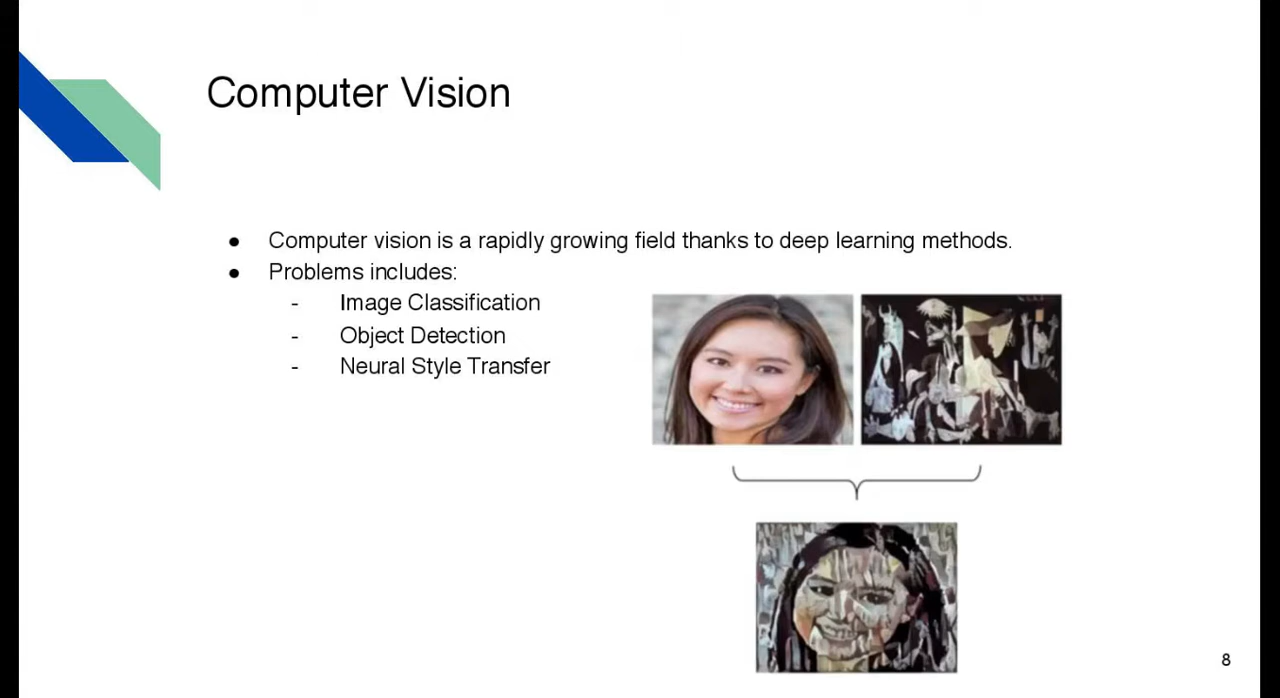 Computer Vision
● Computer vision is a rapidly growing field thanks to deep learning methods.
● Problems includes:
- Image Classification
- Object Detection
- Neural Style Transfer
8